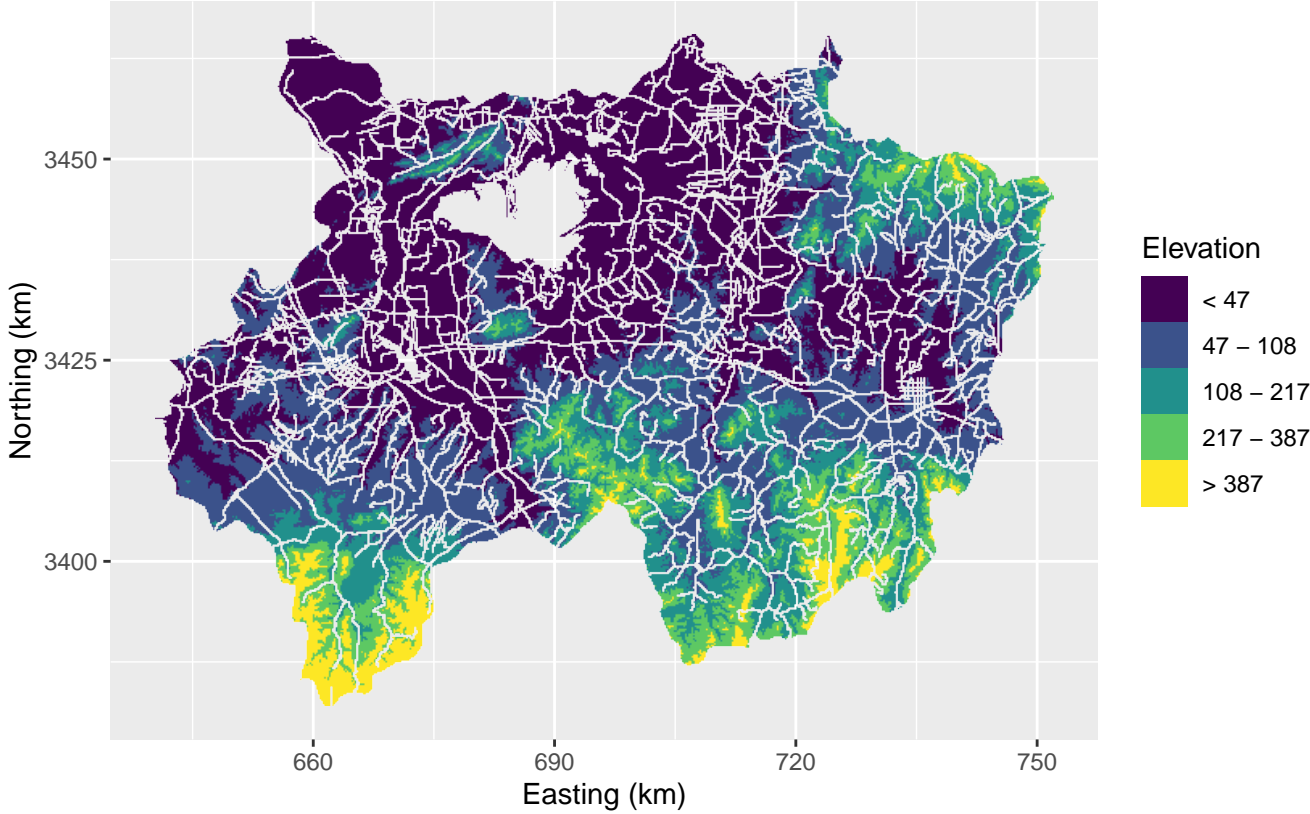 3450
3425
3400
Northing (km)
660
690
720
750
Easting (km)
Elevation
< 47
47 − 108
108 − 217
217 − 387
> 387